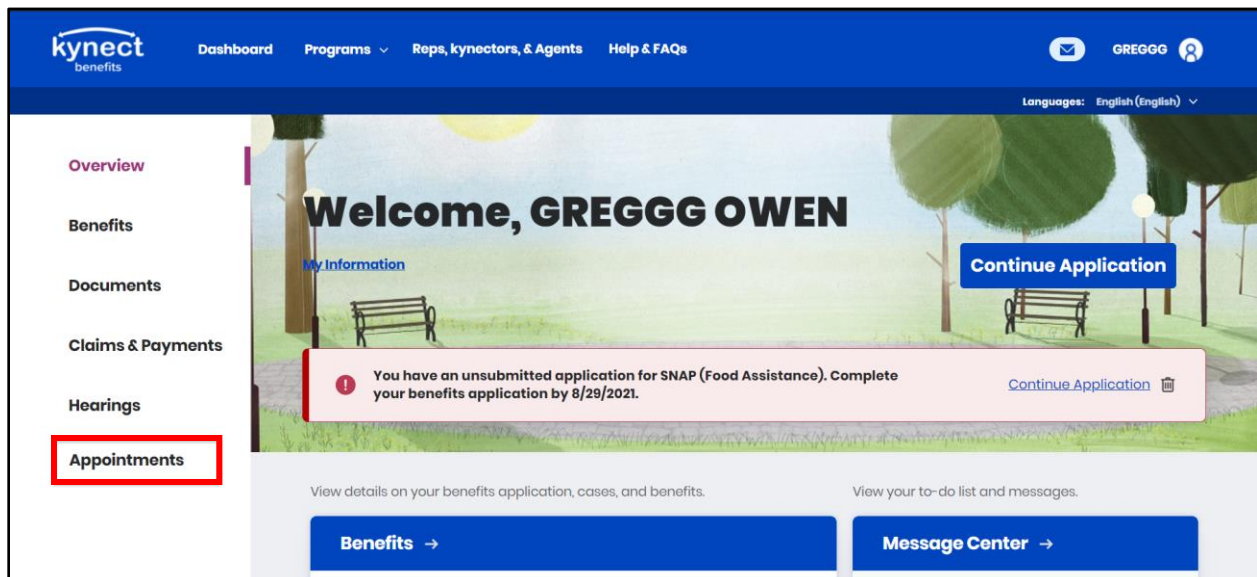 kynect
benefits
Dashboard
Programs
Reps, kynectors, & Agents
Help & FAQs
GREGGG
Languages: English (English)
Overview
Benefits
Documents
Claims & Payments
Hearings
Appointments
Welcome, GREGGG OWEN
My Information
Continue Application
You have an unsubmitted application for SNAP (Food Assistance). Complete
your benefits application by 8/29/2021.
Continue Application
View details on your benefits application, cases, and benefits.
View your to-do list and messages.
Benefits →
Message Center →